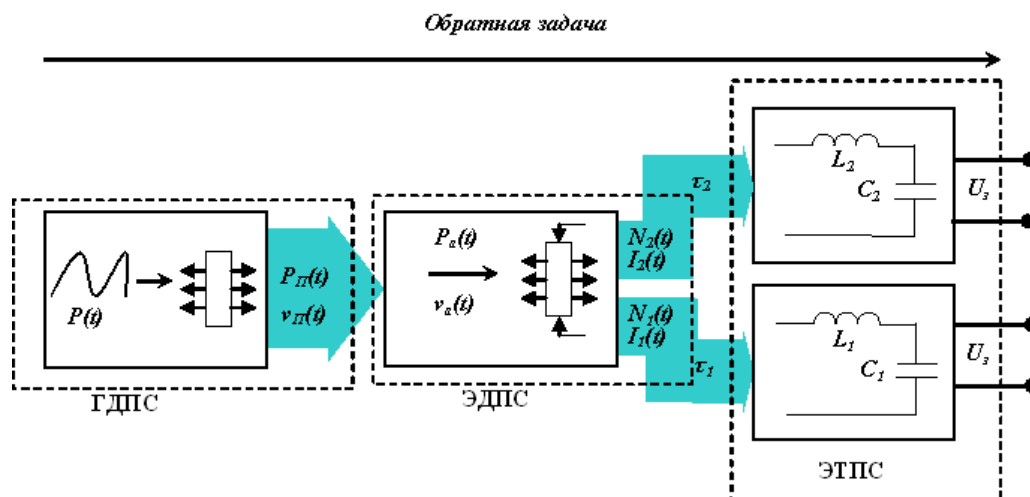 Обратная задача
P(t)
P_П(t)
v_П(t)
ГДПС
P_a(t)
v_a(t)
N_2(t)
I_2(t)
N_1(t)
I_1(t)
ЭДПС
τ_2
τ_1
L_2
C_2
U_з
L_1
C_1
U_з
ЭТПС